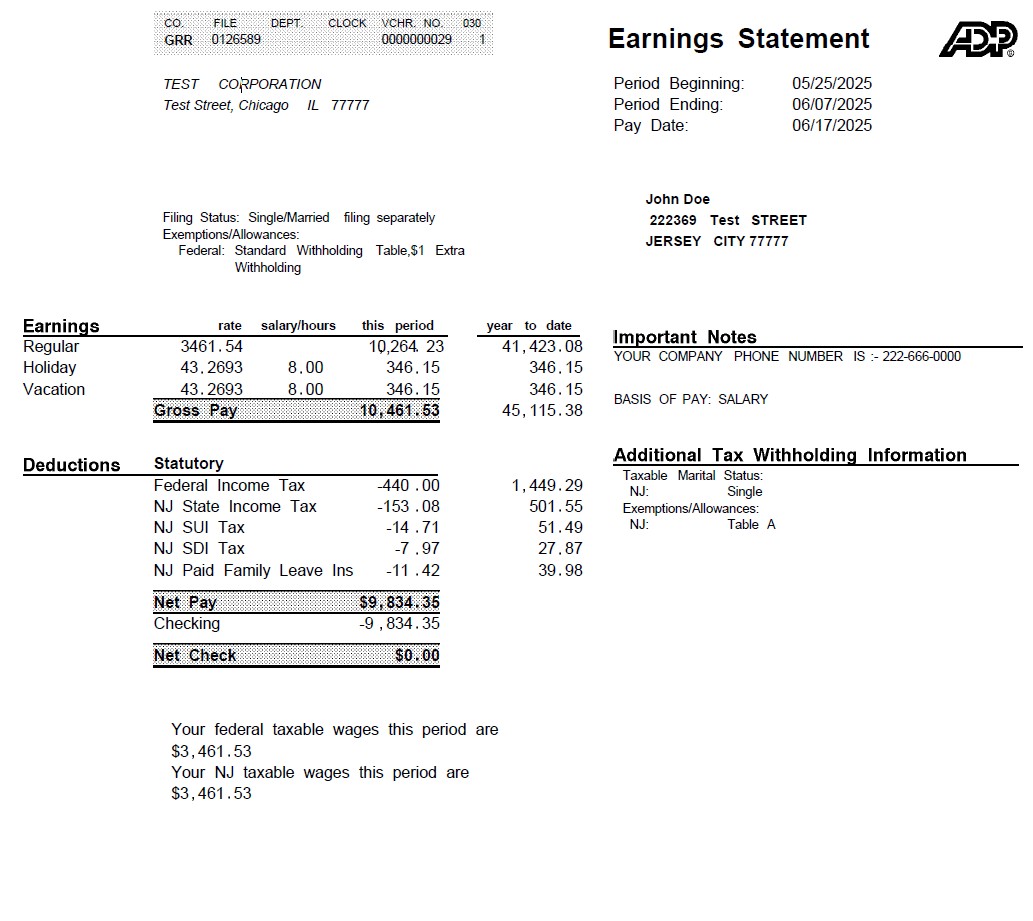 CO. FILE DEPT. CLOCK VCHR. NO. 030
GRR 0126589 0000000029 1
Earnings Statement
ADP®
TEST CORPORATION
Test Street, Chicago IL 77777
Period Beginning: 05/25/2025
Period Ending: 06/07/2025
Pay Date: 06/17/2025
Filing Status: Single/Married filing separately
Exemptions/Allowances:
Federal: Standard Withholding Table,$1 Extra
Withholding
John Doe
222369 Test STREET
JERSEY CITY 77777
Earnings rate salary/hours this period year to date
Regular 3461.54 10,264. 23 41,423.08
Holiday 43.2693 8.00 346.15 346.15
Vacation 43.2693 8.00 346.15 346.15
Gross Pay 10,461.53 45,115.38
Important Notes
YOUR COMPANY PHONE NUMBER IS :- 222-666-0000
BASIS OF PAY: SALARY
Deductions Statutory
Federal Income Tax -440 .00 1,449.29
NJ State Income Tax -153 .08 501.55
NJ SUI Tax -14 .71 51.49
NJ SDI Tax -7 .97 27.87
NJ Paid Family Leave Ins -11 .42 39.98
Net Pay $9,834.35
Checking -9 ,834.35
Net Check $0.00
Additional Tax Withholding Information
Taxable Marital Status:
NJ: Single
Exemptions/Allowances:
NJ: Table A
Your federal taxable wages this period are
$3,461.53
Your NJ taxable wages this period are
$3,461.53